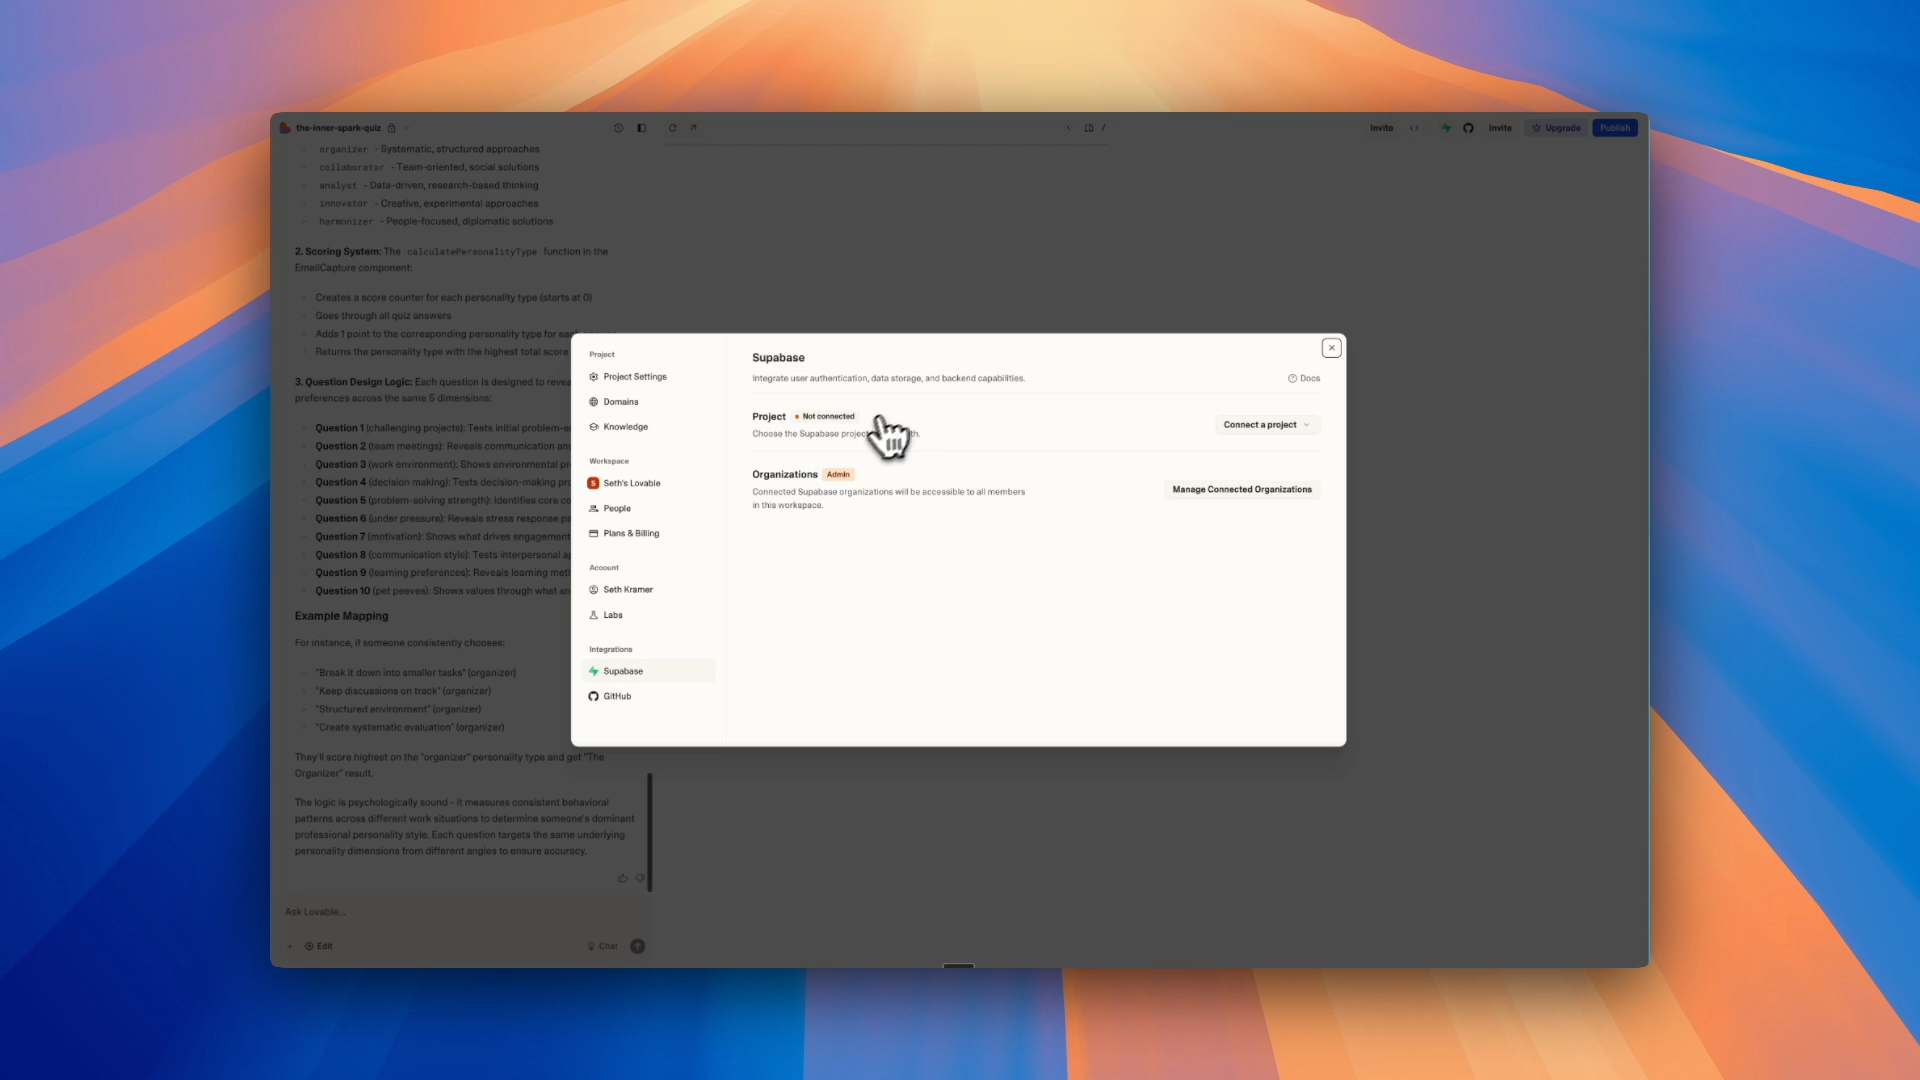 the-inner-spark-quiz
Invite
Invite
Upgrade
Publish
organizer - Systematic, structured approaches
collaborator - Team-oriented, social solutions
analyst - Data-driven, research-based thinking
innovator - Creative, experimental approaches
harmonizer - People-focused, diplomatic solutions
2. Scoring System: The calculatePersonalityType function in the
EmailCapture component:
Creates a score counter for each personality type (starts at 0)
Goes through all quiz answers
Adds 1 point to the corresponding personality type for
Returns the personality type with the highest total score
3. Question Design Logic: Each question is designed to
preferences across the same 5 dimensions:
Question 1 (challenging projects): Tests initial
Question 2 (team meetings): Reveals communication
Question 3 (work environment): Shows environmental
Question 4 (decision making): Tests decision-making
Question 5 (problem-solving strength): Identifies core
Question 6 (under pressure): Reveals stress response
Question 7 (motivation): Shows what drives engagement
Question 8 (communication style): Tests interpersonal
Question 9 (learning preferences): Reveals learning
Question 10 (pet peeves): Shows values through what
Example Mapping
For instance, if someone consistently chooses:
"Break it down into smaller tasks" (organizer)
"Keep discussions on track" (organizer)
"Structured environment" (organizer)
"Create systematic evaluation" (organizer)
They'll score highest on the "organizer" personality type and get "The
Organizer" result.
The logic is psychologically sound - it measures consistent behavioral
patterns across different work situations to determine someone's dominant
professional personality style. Each question targets the same underlying
personality dimensions from different angles to ensure accuracy.
Ask Lovable...
Edit
Chat
Project
Project Settings
Domains
Knowledge
Workspace
S Seth's Lovable
People
Plans & Billing
Account
Seth Kramer
Labs
Integrations
Supabase
GitHub
Supabase
Integrate user authentication, data storage, and backend capabilities.
Docs
Project Not connected
Choose the Supabase project
Connect a project
Organizations Admin
Connected Supabase organizations will be accessible to all members
in this workspace.
Manage Connected Organizations